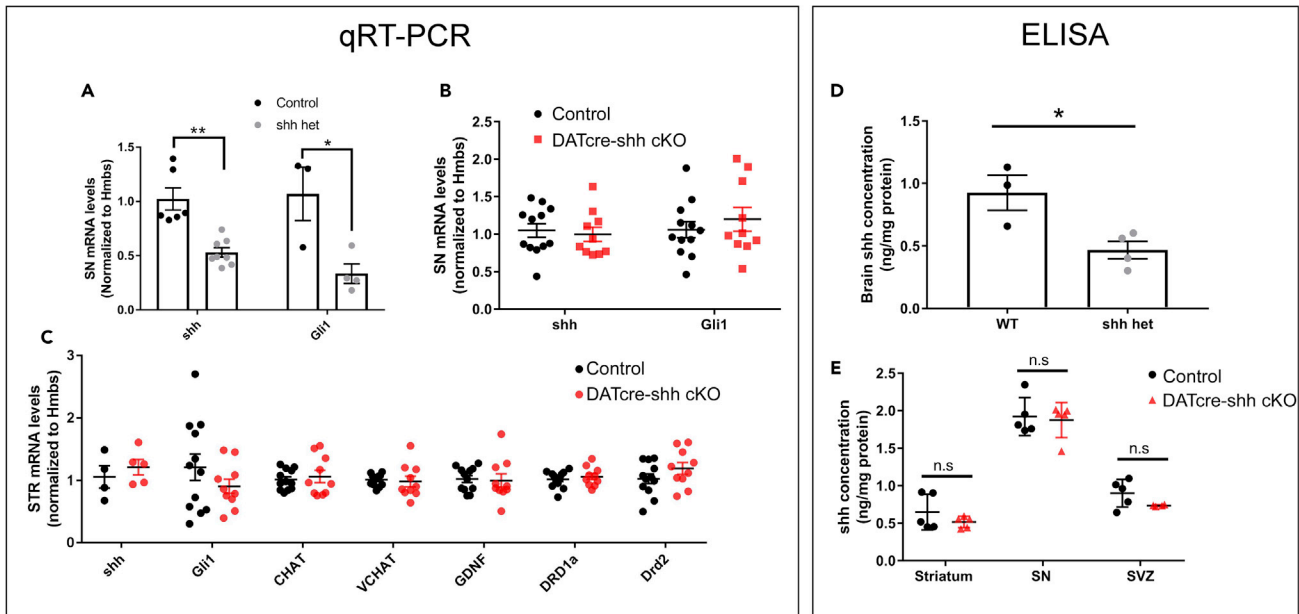 qRT-PCR
A
Control
shh het
SN mRNA levels
(Normalized to Hmbs)
1.5
1.0
0.5
0.0
**
*
shh
Gli1
B
Control
DATcre-shh cKO
SN mRNA levels
(normalized to Hmbs)
2.5
2.0
1.5
1.0
0.5
0.0
shh
Gli1
C
Control
DATcre-shh cKO
STR mRNA levels
(normalized to Hmbs)
3
2
1
0
shh
Gli1
CHAT
VCHAT
GDNF
DRD1a
Drd2
ELISA
D
Brain shh concentration
(ng/mg protein)
1.5
1.0
0.5
0.0
*
WT
shh het
E
Control
DATcre-shh cKO
shh concentration
(ng/mg protein)
2.5
2.0
1.5
1.0
0.5
0.0
n.s
n.s
n.s
Striatum
SN
SVZ